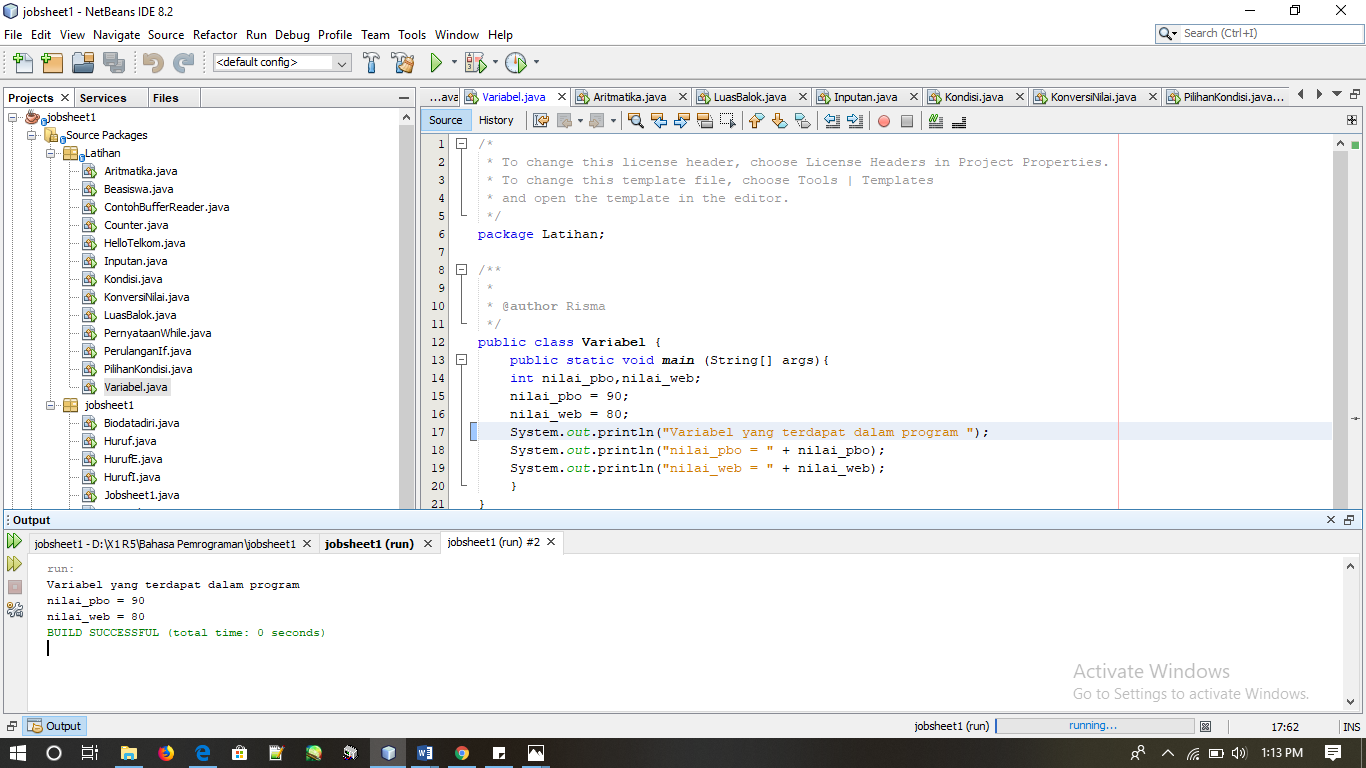 jobsheet1 - NetBeans IDE 8.2
File Edit View Navigate Source Refactor Run Debug Profile Team Tools Window Help
Search (Ctrl+I)
<default config>
Projects Services Files
jobsheet1
Source Packages
Latihan
Aritmatika.java
Beasiswa.java
ContohBufferReader.java
Counter.java
HelloTelkom.java
Inputan.java
Kondisi.java
KonversiNilai.java
LuasBalok.java
PernyataanWhile.java
PerulanganIf.java
PilihanKondisi.java
Variabel.java
jobsheet1
Biodatadiri.java
Huruf.java
HurufE.java
HurufI.java
Jobsheet1.java
...ava Variabel.java Aritmatika.java LuasBalok.java Inputan.java Kondisi.java KonversiNilai.java PilihanKondisi.java...
Source History
1 /*
2 * To change this license header, choose License Headers in Project Properties.
3 * To change this template file, choose Tools | Templates
4 * and open the template in the editor.
5 */
6 package Latihan;
7
8 /**
9 *
10 * @author Risma
11 */
12 public class Variabel {
13 public static void main (String[] args){
14 int nilai_pbo,nilai_web;
15 nilai_pbo = 90;
16 nilai_web = 80;
17 System.out.println("Variabel yang terdapat dalam program ");
18 System.out.println("nilai_pbo = " + nilai_pbo);
19 System.out.println("nilai_web = " + nilai_web);
20 }
21 }
Output
jobsheet1 - D:\X1 R5\Bahasa Pemrograman\jobsheet1 jobsheet1 (run) jobsheet1 (run) #2
run:
Variabel yang terdapat dalam program
nilai_pbo = 90
nilai_web = 80
BUILD SUCCESSFUL (total time: 0 seconds)
Activate Windows
Go to Settings to activate Windows.
Output
jobsheet1 (run) running... 17:62 INS
1:13 PM